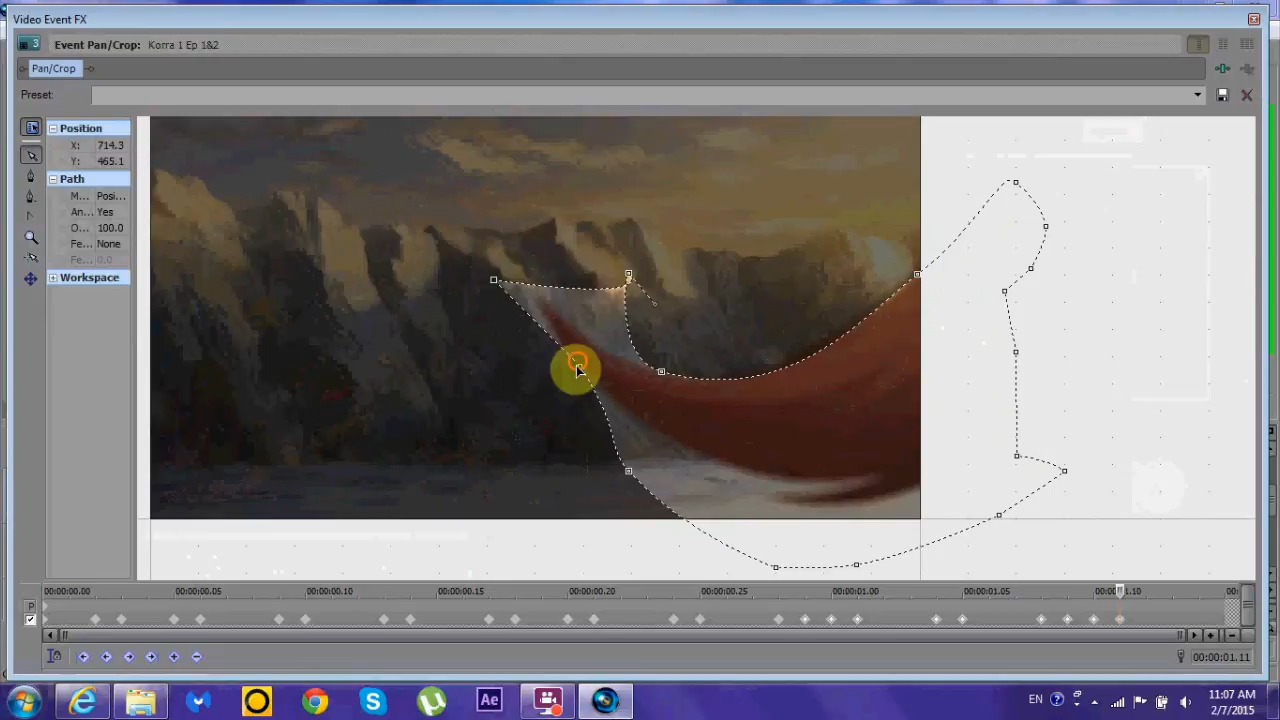 Video Event FX
3 Event Pan/Crop: Korra 1 Ep 1&2
Pan/Crop
Preset:
Position
X: 714.3
Y: 465.1
Path
M... Posi...
An... Yes
O... 100.0
Fe... None
Fe... 0.0
Workspace
00:00:00.00 00:00:00.05 00:00:00.10 00:00:00.15 00:00:00.20 00:00:00.25 00:00:01.00 00:00:01.05 00:00:01.10 00:
P
00:00:01.11
Ae
EN
11:07 AM
2/7/2015